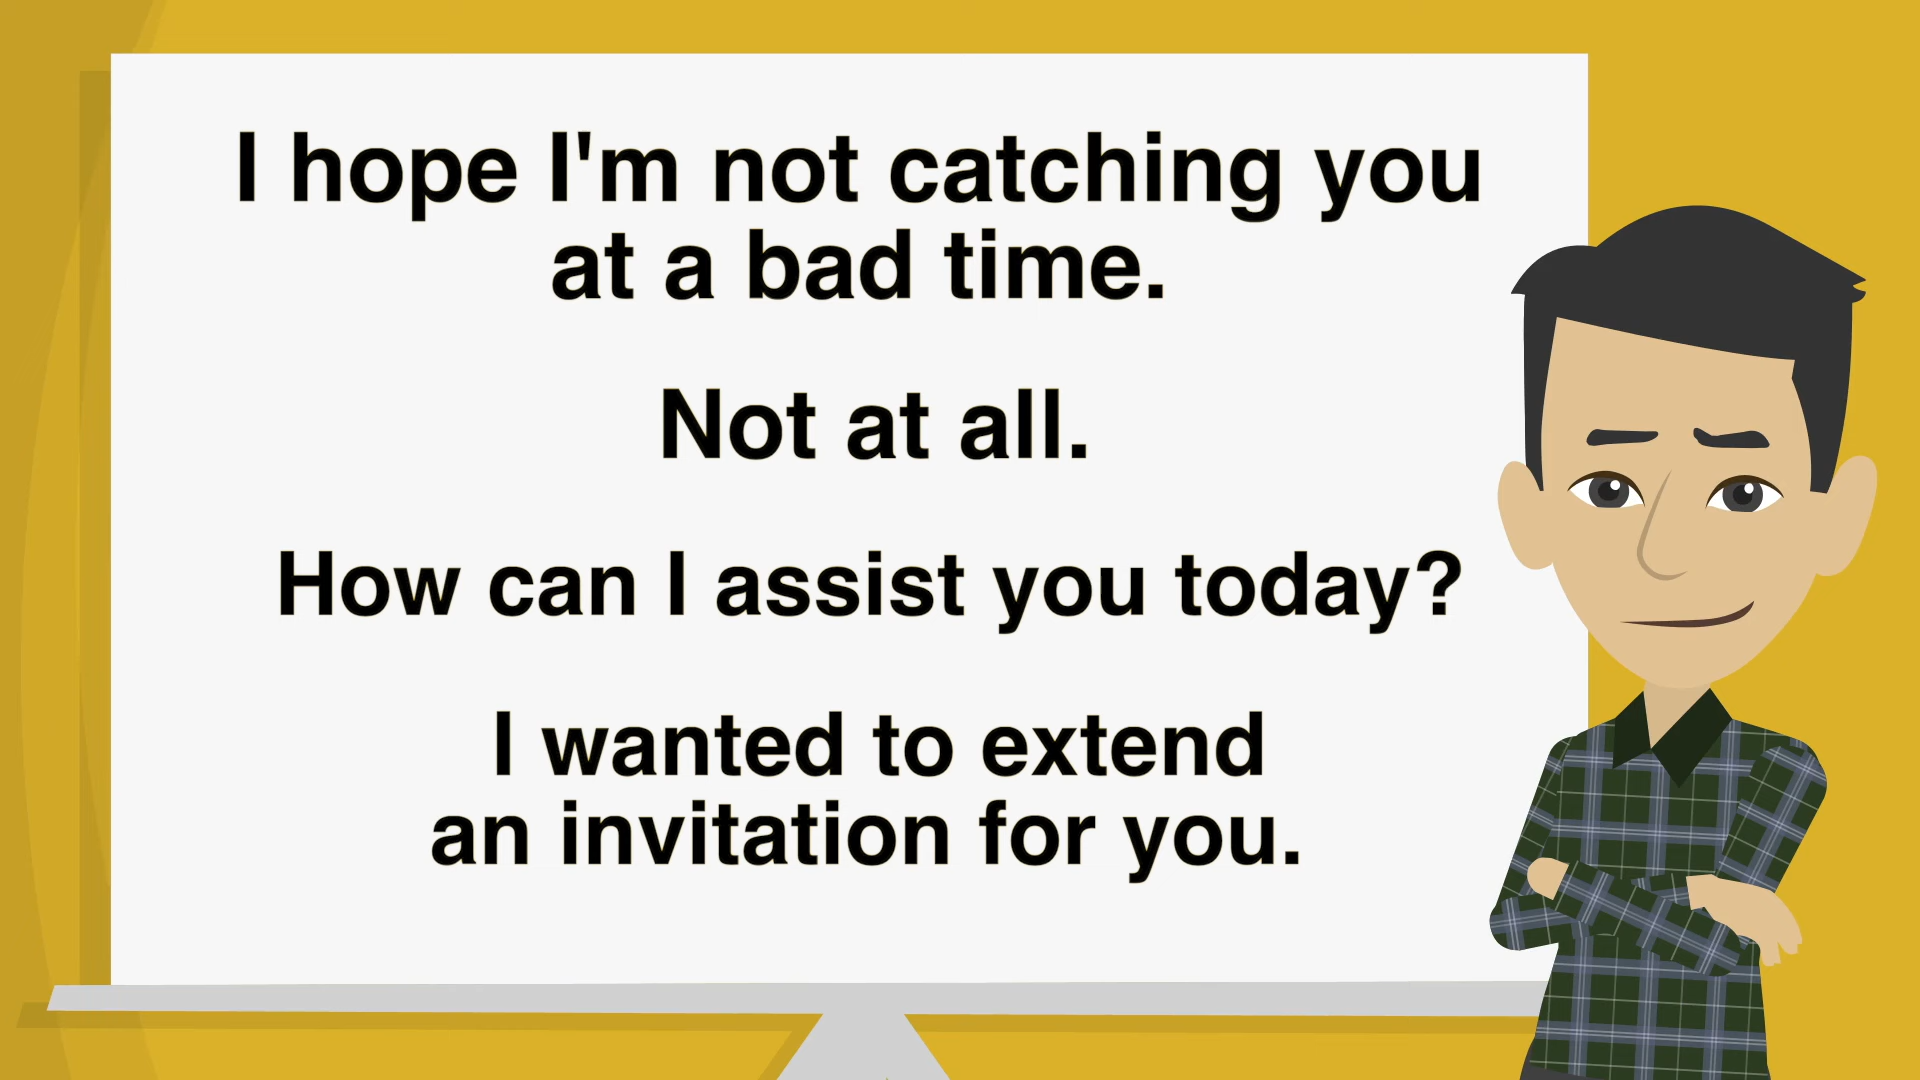 I hope I'm not catching you
at a bad time.
Not at all.
How can I assist you today?
I wanted to extend
an invitation for you.